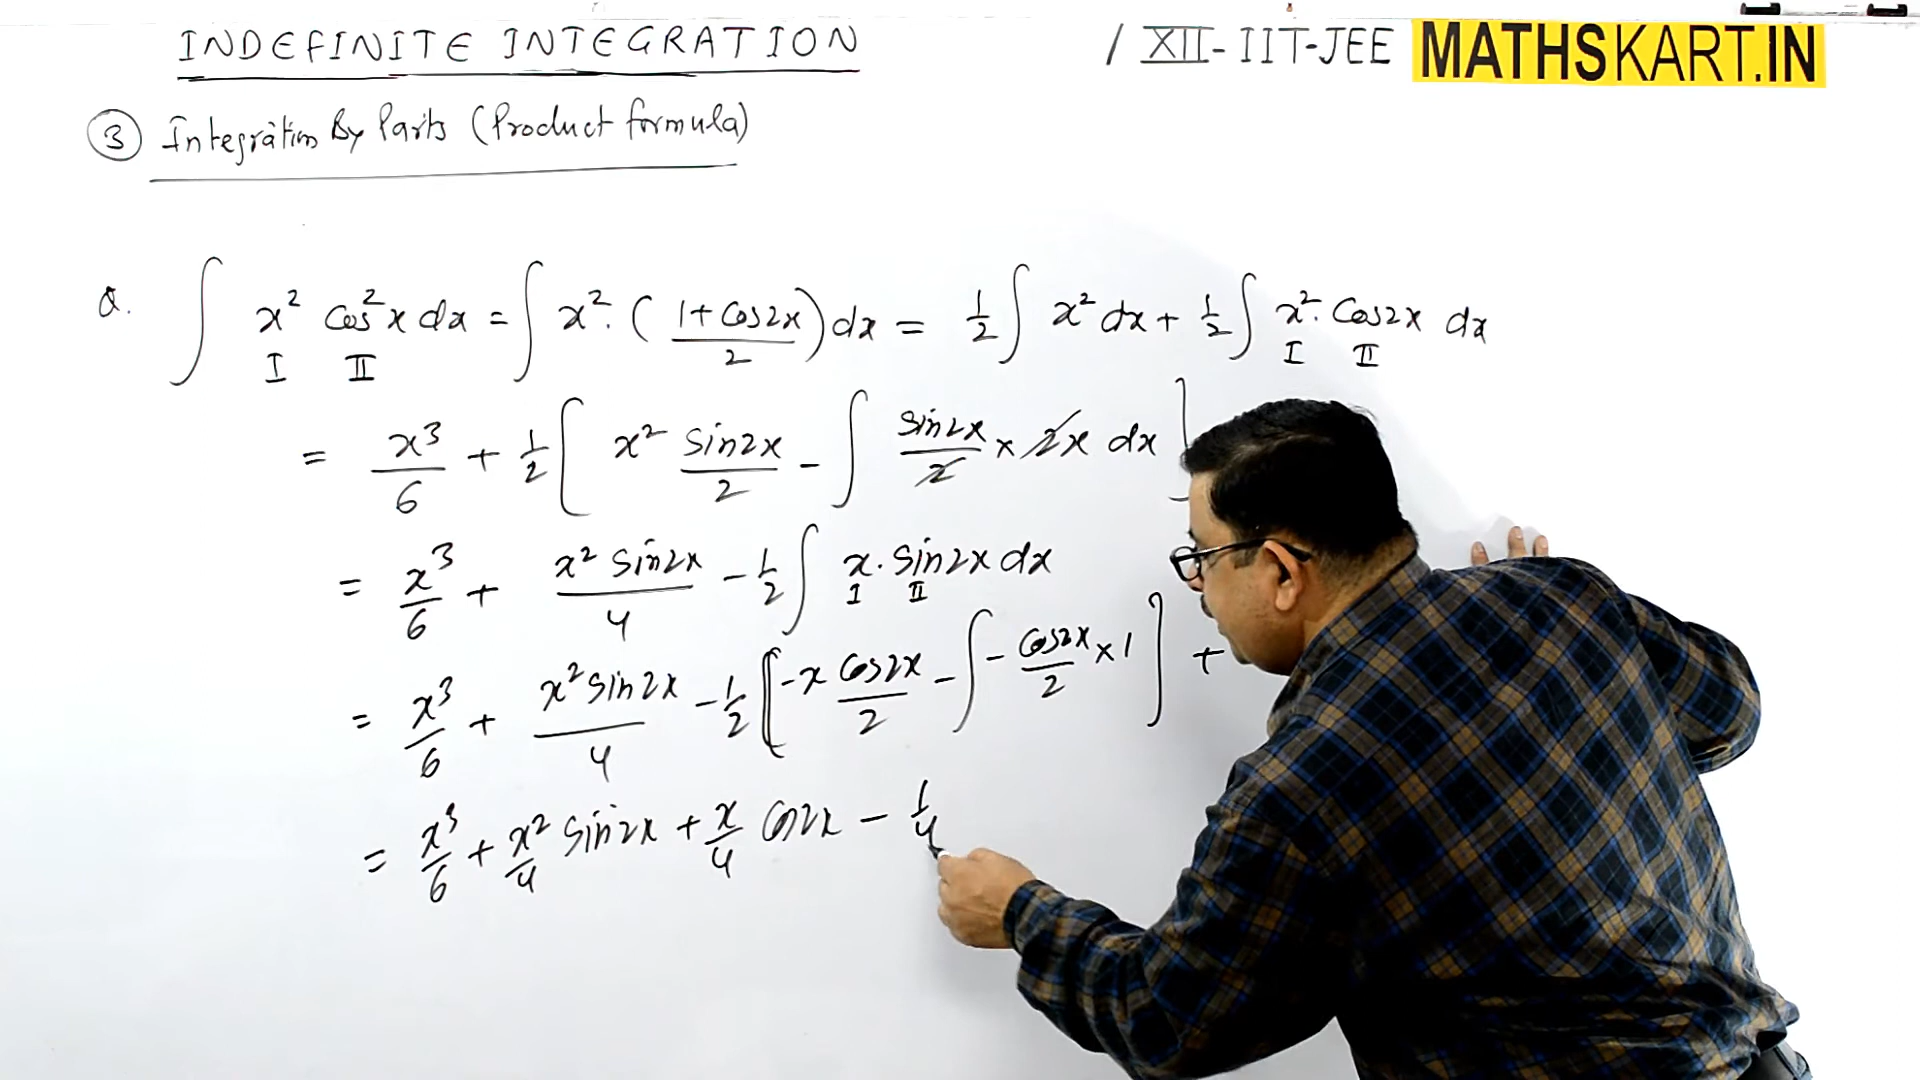 INDEFINITE INTEGRATION / XII-IIT-JEE MATHSKART.IN
③ Integration By Parts (Product formula)
Q. ∫ x² cos²x dx = ∫ x². (1+cos2x/2) dx = 1/2 ∫ x² dx + 1/2 ∫ x². cos2x dx
I II I II
= x³/6 + 1/2 [ x² sin2x/2 - ∫ sin2x/2 × 2x dx ]
= x³/6 + x² sin2x/4 - 1/2 ∫ x. sin2x dx
I II
= x³/6 + x² sin2x/4 - 1/2 [ -x cos2x/2 - ∫ - cos2x/2 × 1 ] +
= x³/6 + x²/4 sin2x + x/4 cos2x - 1/4